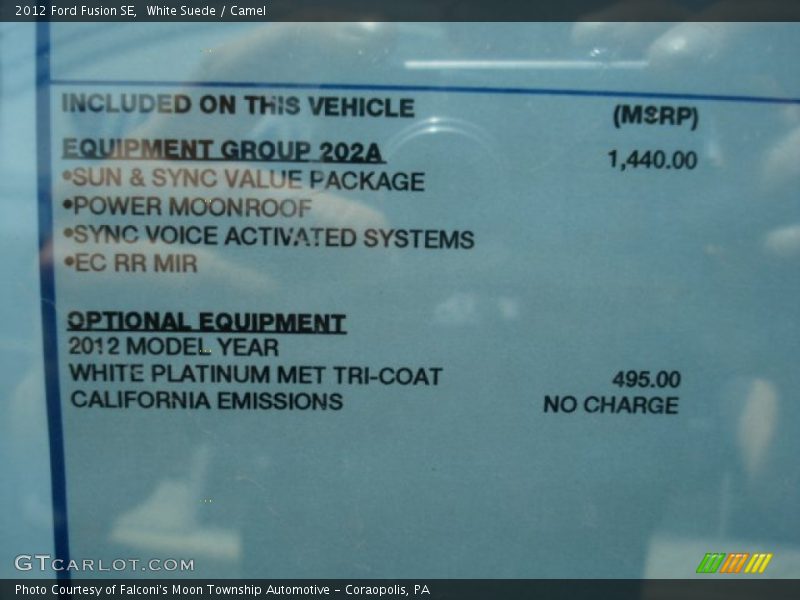 2012 Ford Fusion SE, White Suede / Camel
INCLUDED ON THIS VEHICLE (MSRP)
EQUIPMENT GROUP 202A 1,440.00
•SUN & SYNC VALUE PACKAGE
•POWER MOONROOF
•SYNC VOICE ACTIVATED SYSTEMS
•EC RR MIR
OPTIONAL EQUIPMENT
2012 MODEL YEAR
WHITE PLATINUM MET TRI-COAT 495.00
CALIFORNIA EMISSIONS NO CHARGE
GTCARLOT.COM
Photo Courtesy of Falconi's Moon Township Automotive – Coraopolis, PA